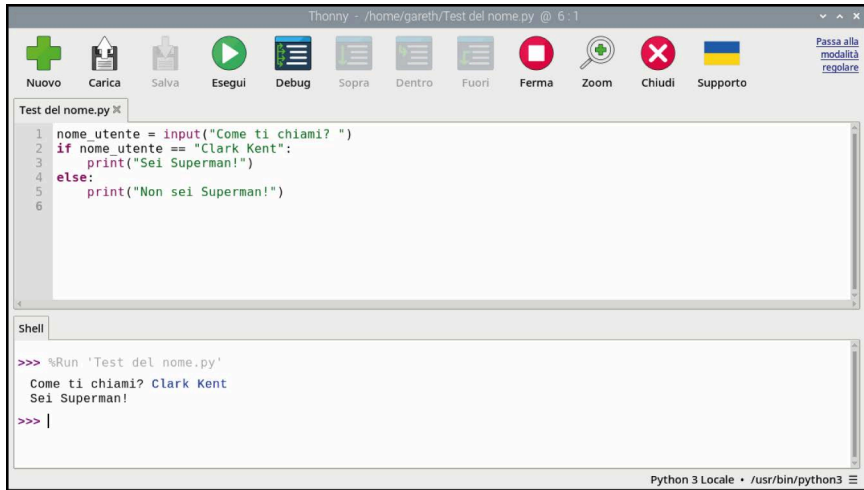 Thonny - /home/gareth/Test del nome.py @ 6:1
Nuovo Carica Salva Esegui Debug Sopra Dentro Fuori Ferma Zoom Chiudi Supporto
Passa alla
modalità
regolare
Test del nome.py
1 nome_utente = input("Come ti chiami? ")
2 if nome_utente == "Clark Kent":
3     print("Sei Superman!")
4 else:
5     print("Non sei Superman!")
6
Shell
>>> %Run 'Test del nome.py'
Come ti chiami? Clark Kent
Sei Superman!
>>>
Python 3 Locale • /usr/bin/python3 ☰